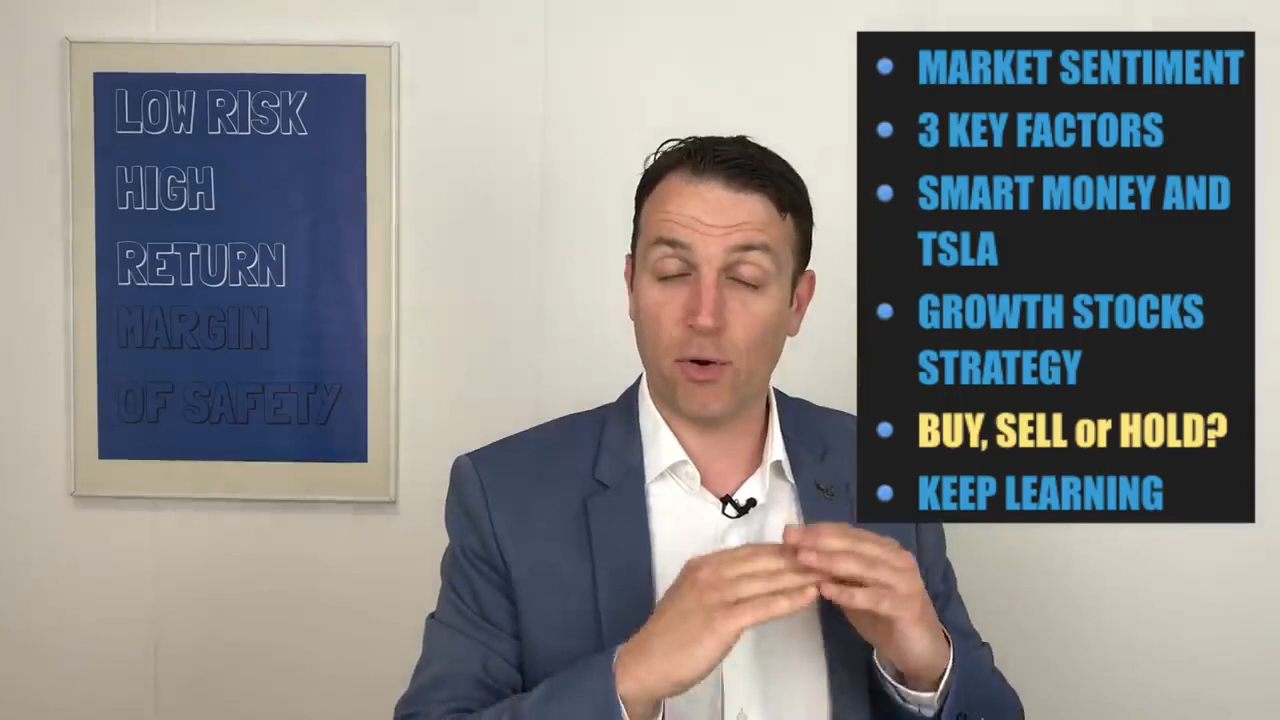 LOW RISK
HIGH
RETURN
MARGIN
OF SAFETY
MARKET SENTIMENT
3 KEY FACTORS
SMART MONEY AND
TSLA
GROWTH STOCKS
STRATEGY
BUY, SELL or HOLD?
KEEP LEARNING